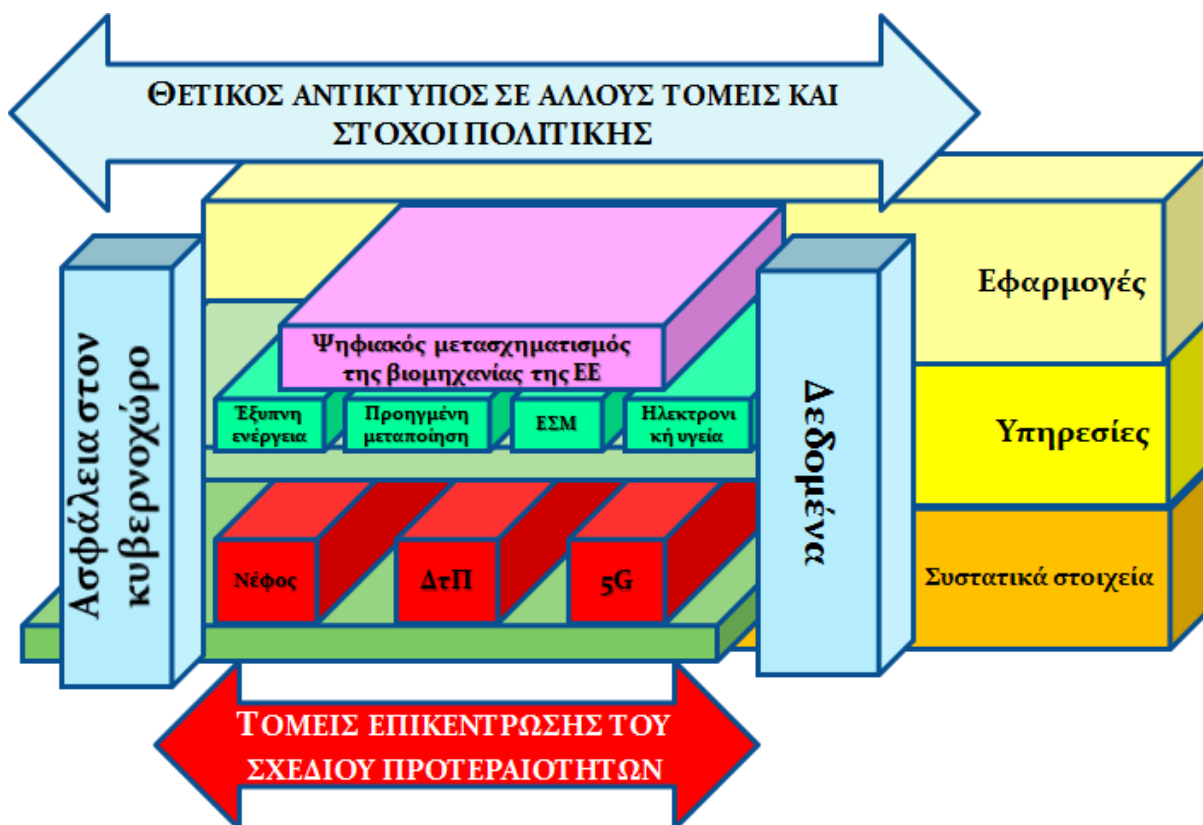 ΘΕΤΙΚΟΣ ΑΝΤΙΚΤΥΠΟΣ ΣΕ ΑΛΛΟΥΣ ΤΟΜΕΙΣ ΚΑΙ
ΣΤΟΧΟΙ ΠΟΛΙΤΙΚΗΣ
Ασφάλεια στον
κυβερνοχώρο
Ψηφιακός μετασχηματισμός
της βιομηχανίας της ΕΕ
Έξυπνη
ενέργεια
Προηγμένη
μεταποίηση
ΕΣΜ
Ηλεκτρονι
κή υγεία
Νέφος
ΔτΠ
5G
Δεδομένα
Εφαρμογές
Υπηρεσίες
Συστατικά στοιχεία
ΤΟΜΕΙΣ ΕΠΙΚΕΝΤΡΩΣΗΣ ΤΟΥ
ΣΧΕΔΙΟΥ ΠΡΟΤΕΡΑΙΟΤΗΤΩΝ